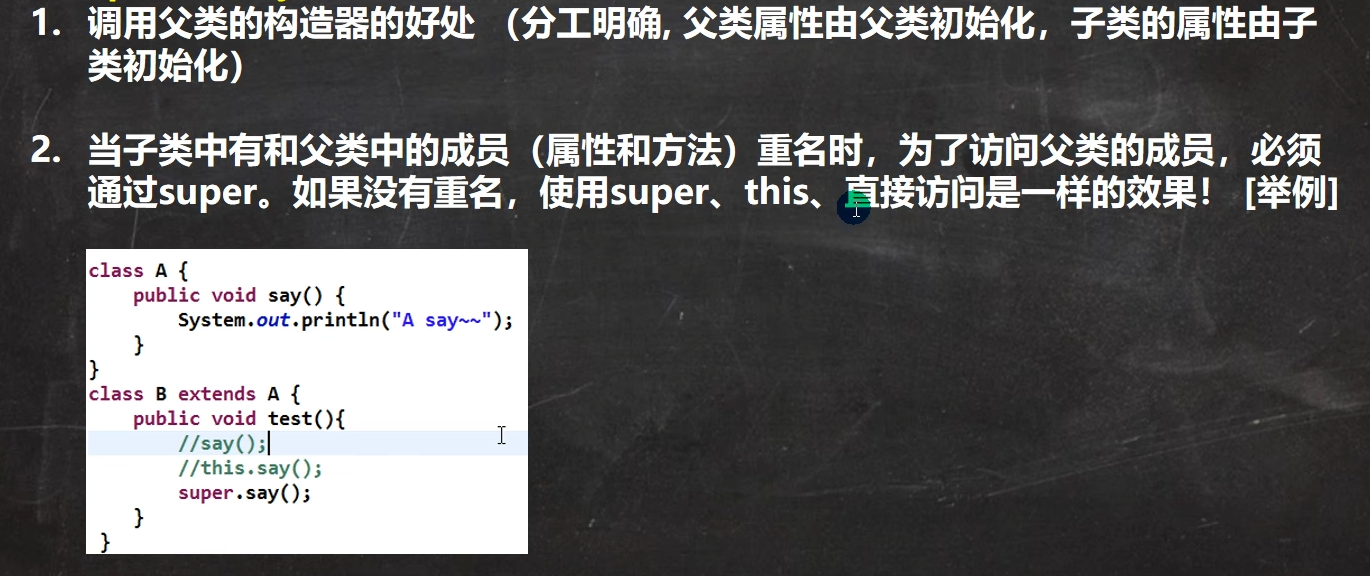 1. 调用父类的构造器的好处 （分工明确, 父类属性由父类初始化，子类的属性由子
类初始化）
2. 当子类中有和父类中的成员（属性和方法）重名时，为了访问父类的成员，必须
通过super。如果没有重名，使用super、this、直接访问是一样的效果！ [举例]
class A {
public void say() {
System.out.println("A say~~");
}
}
class B extends A {
public void test(){
//say();
//this.say();
super.say();
}
}